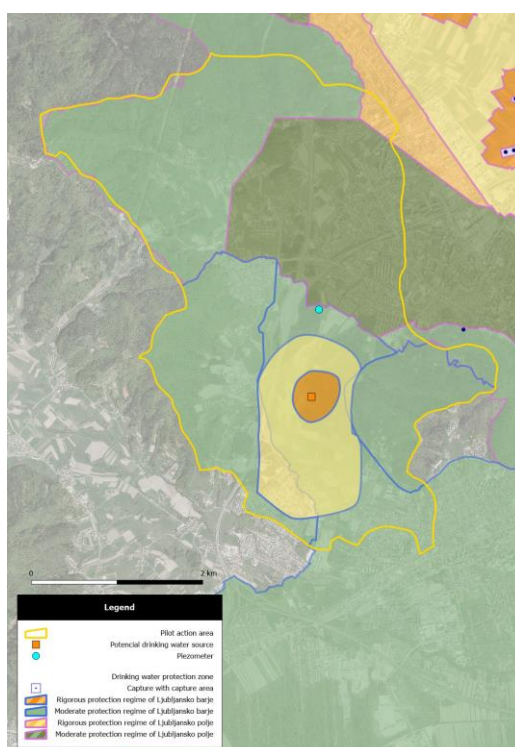 0
2 km
Legend
Pilot action area
Potencial drinking water source
Piezometer
Drinking water protection zone
Capture with capture area
Rigorous protection regime of Ljubljansko barje
Moderate protection regime of Ljubljansko barje
Rigorous protection regime of Ljubljansko polje
Moderate protection regime of Ljubljansko polje